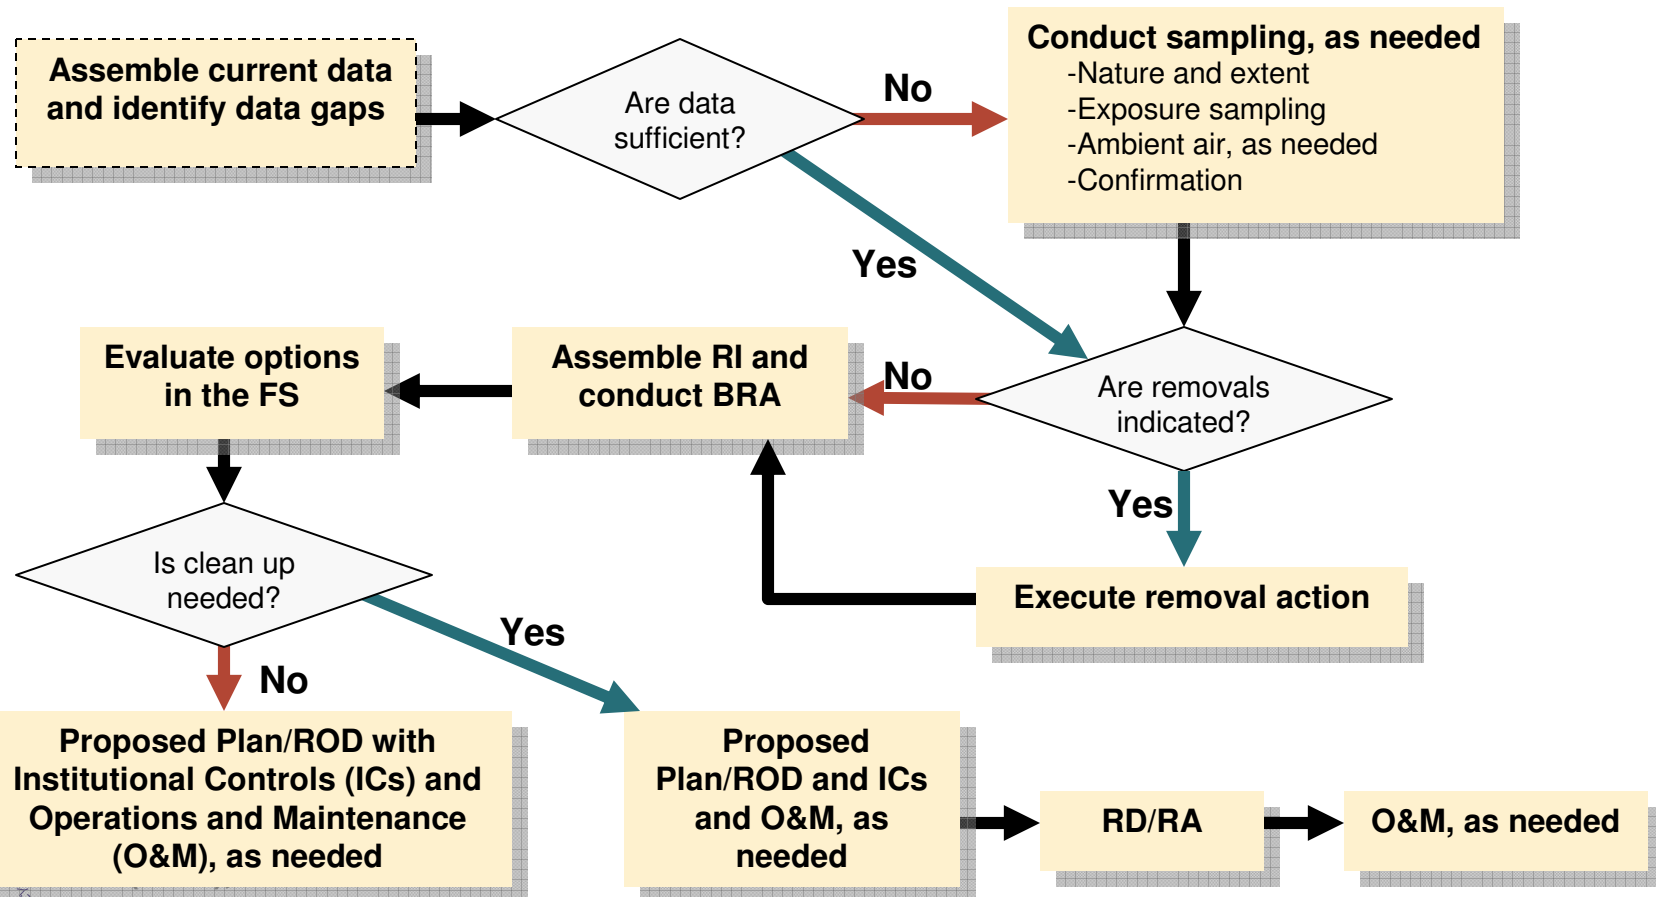 Assemble current data
and identify data gaps
Are data
sufficient?
No
Conduct sampling, as needed
-Nature and extent
-Exposure sampling
-Ambient air, as needed
-Confirmation
Yes
Evaluate options
in the FS
Assemble RI and
conduct BRA
No
Are removals
indicated?
Yes
Execute removal action
Is clean up
needed?
Yes
No
Proposed Plan/ROD with
Institutional Controls (ICs) and
Operations and Maintenance
(O&M), as needed
Proposed
Plan/ROD and ICs
and O&M, as
needed
RD/RA
O&M, as needed